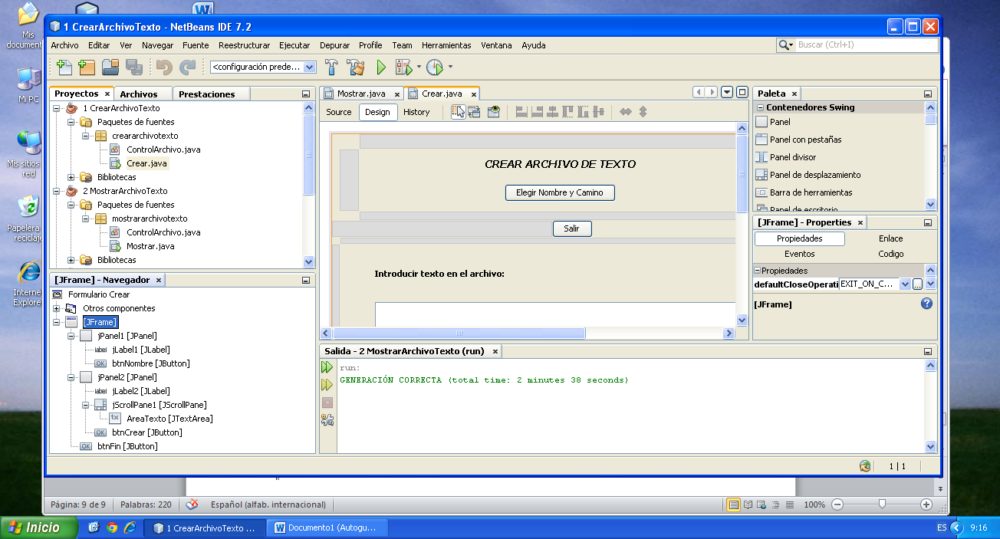 Mis
document
Mi PC
Mis sitios
red
Papelera
reciclaje
Interne
Explore
1 CrearArchivoTexto - NetBeans IDE 7.2
Archivo Editar Ver Navegar Fuente Reestructurar Ejecutar Depurar Profile Team Herramientas Ventana Ayuda
Buscar (Ctrl+I)
<configuración prede...
Proyectos × Archivos Prestaciones
1 CrearArchivoTexto
Paquetes de fuentes
creararchivotexto
ControlArchivo.java
Crear.java
Bibliotecas
2 MostrarArchivoTexto
Paquetes de fuentes
mostrararchivotexto
ControlArchivo.java
Mostrar.java
Bibliotecas
[JFrame] - Navegador ×
Formulario Crear
Otros componentes
[JFrame]
jPanel1 [JPanel]
label jLabel1 [JLabel]
OK btnNombre [JButton]
jPanel2 [JPanel]
label jLabel2 [JLabel]
jScrollPane1 [JScrollPane]
tx AreaTexto [JTextArea]
OK btnCrear [JButton]
OK btnFin [JButton]
Mostrar.java × Crear.java ×
Source Design History
CREAR ARCHIVO DE TEXTO
Elegir Nombre y Camino
Salir
Introducir texto en el archivo:
Salida - 2 MostrarArchivoTexto (run) ×
run:
GENERACIÓN CORRECTA (total time: 2 minutes 38 seconds)
Paleta ×
Contenedores Swing
Panel
Panel con pestañas
Panel divisor
Panel de desplazamiento
Barra de herramientas
Panel de escritorio
[JFrame] - Properties ×
Propiedades Enlace
Eventos Codigo
Propiedades
defaultCloseOperati EXIT_ON_C... ...
[JFrame]
1 | 1
Página: 9 de 9 Palabras: 220 Español (alfab. internacional) 100%
Inicio 1 CrearArchivoTexto ... Documento1 (Autogu... ES 9:16